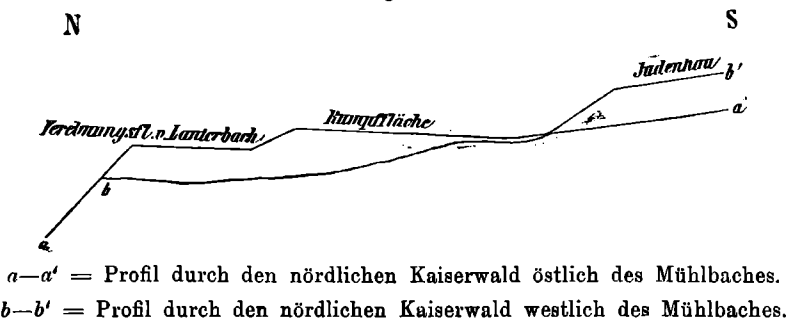 N S
Judenhau b'
a'
Verebnungsfl. v. Lauterbach Rumpffläche
b
a
a—a' = Profil durch den nördlichen Kaiserwald östlich des Mühlbaches.
b—b' = Profil durch den nördlichen Kaiserwald westlich des Mühlbaches.